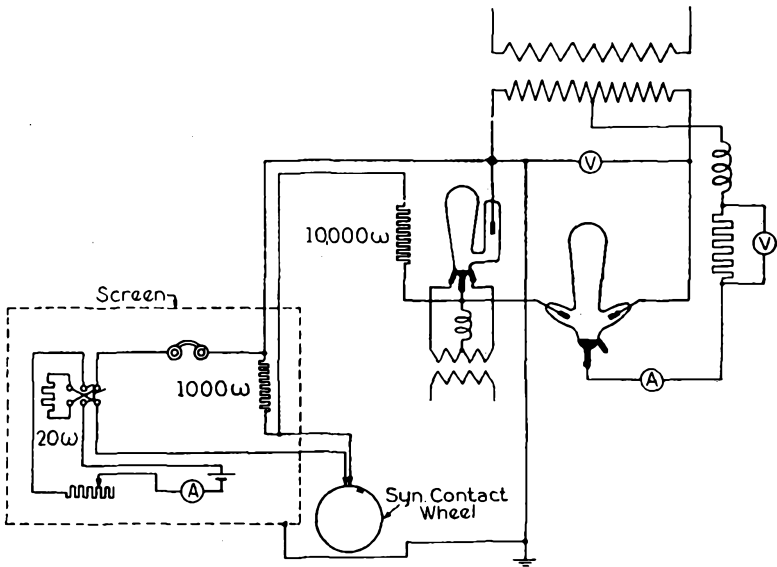 V
10,000ω
V
Screen
1000ω
A
20ω
A
Syn. Contact
Wheel